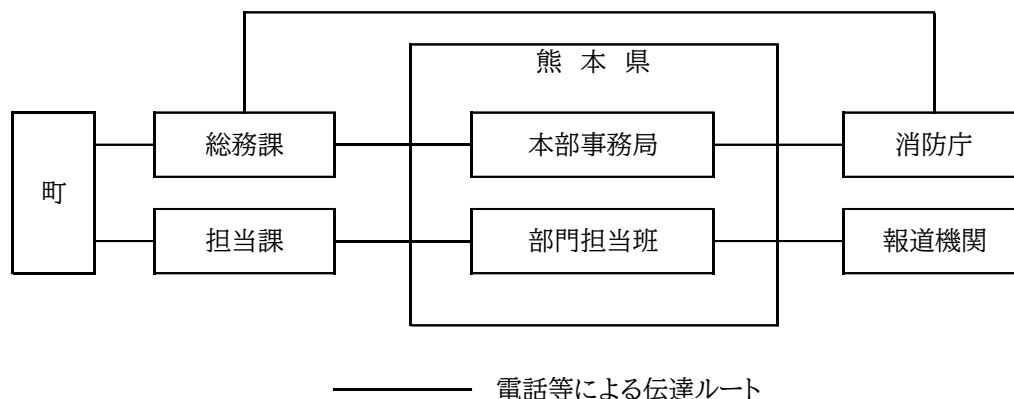 熊本県
町
総務課
本部事務局
消防庁
担当課
部門担当班
報道機関
電話等による伝達ルート